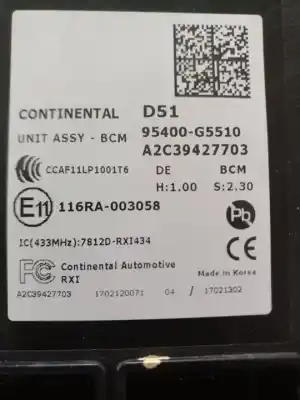 CONTINENTAL D51
UNIT ASSY - BCM 95400-G5510
A2C39427703
CCAF11LP1001T6 DE BCM
H:1.00 S:2.30
E11 116RA-003058 Pb
IC(433MHz):7812D-RXI434 CE
FC Continental Automotive Made in Korea
RXI
A2C39427703 1702120071 04 / 17021302